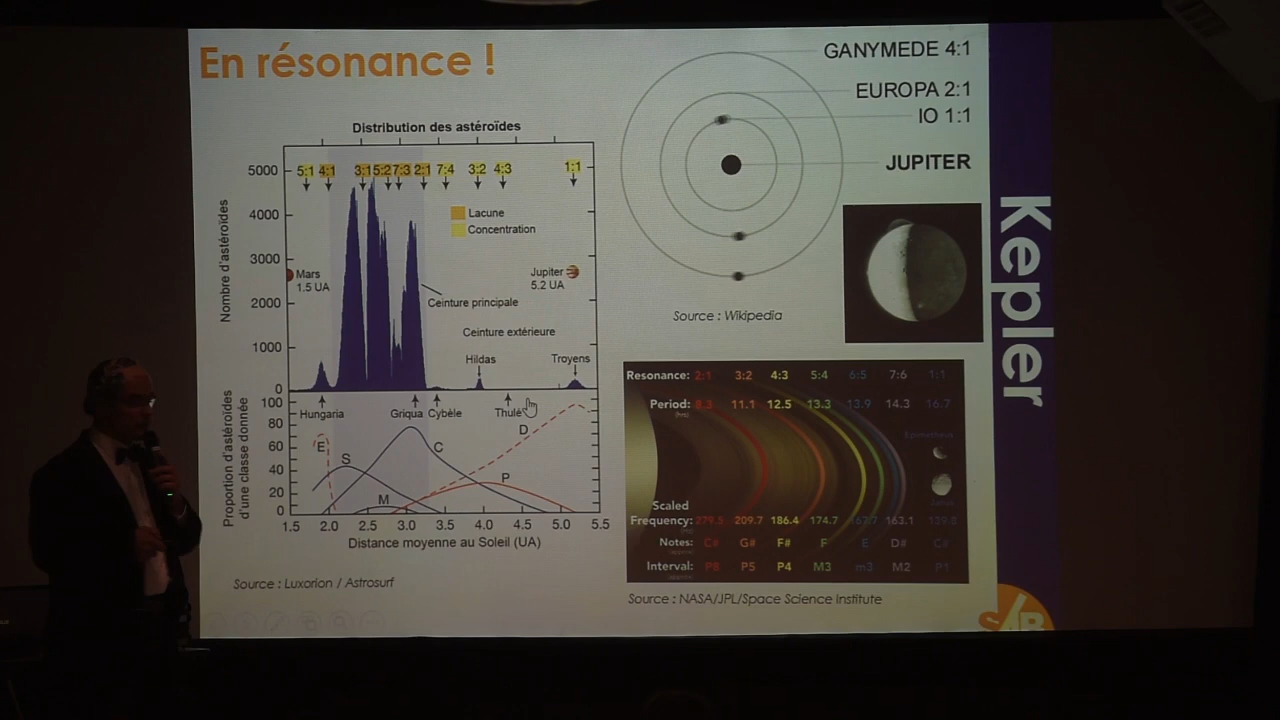 En résonance !
Distribution des astéroïdes
5:1 4:1 3:1 5:2 7:3 2:1 7:4 3:2 4:3 1:1
Nombre d'astéroïdes
5000
4000
3000
2000
1000
0
Lacune
Concentration
Mars
1.5 UA
Jupiter
5.2 UA
Ceinture principale
Ceinture extérieure
Hildas
Troyens
Hungaria
Griqua
Cybèle
Thulé
Proportion d'astéroïdes
d'une classe donnée
100
80
60
40
20
0
E
S
M
C
D
P
1.5 2.0 2.5 3.0 3.5 4.0 4.5 5.0 5.5
Distance moyenne au Soleil (UA)
Source : Luxorion / Astrosurf
GANYMEDE 4:1
EUROPA 2:1
IO 1:1
JUPITER
Source : Wikipedia
Resonance: 2:1 3:2 4:3 5:4 6:5 7:6 1:1
Period: 8.3 11.1 12.5 13.3 13.9 14.3 16.7
Epimetheus
Scaled
Frequency: 279.5 209.7 186.4 174.7 167.7 163.1
Notes: C# G# F# F E D# C#
Interval: P8 P5 P4 M3 m3 M2 P1
Source : NASA/JPL/Space Science Institute
Kepler